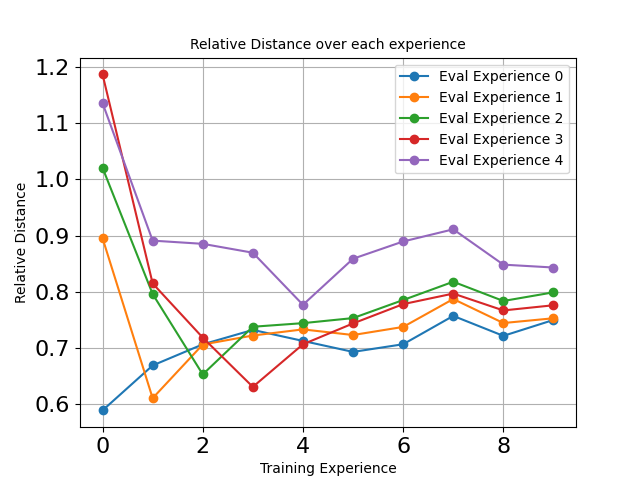 Relative Distance over each experience
Eval Experience 0
Eval Experience 1
Eval Experience 2
Eval Experience 3
Eval Experience 4
Relative Distance
1.2
1.1
1.0
0.9
0.8
0.7
0.6
0 2 4 6 8
Training Experience